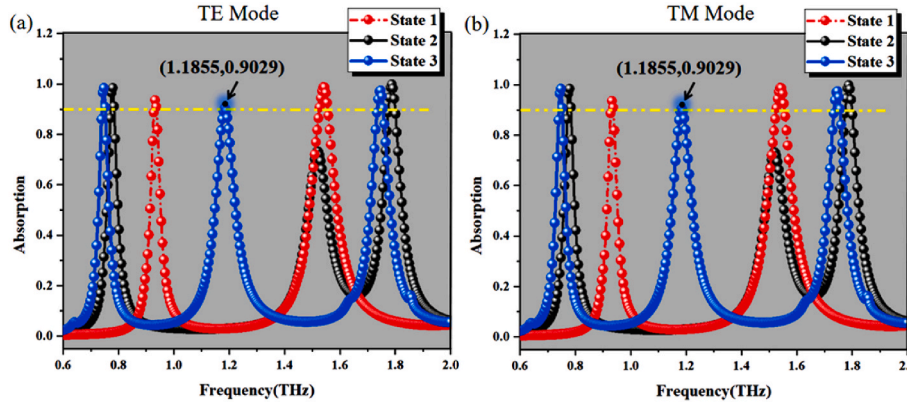 (a)
TE Mode
State 1
State 2
State 3
(1.1855,0.9029)
Absorption
1.2
1.0
0.8
0.6
0.4
0.2
0.0
0.6 0.8 1.0 1.2 1.4 1.6 1.8 2.0
Frequency(THz)
(b)
TM Mode
State 1
State 2
State 3
(1.1855,0.9029)
Absorption
1.2
1.0
0.8
0.6
0.4
0.2
0.0
0.6 0.8 1.0 1.2 1.4 1.6 1.8 2.0
Frequency(THz)